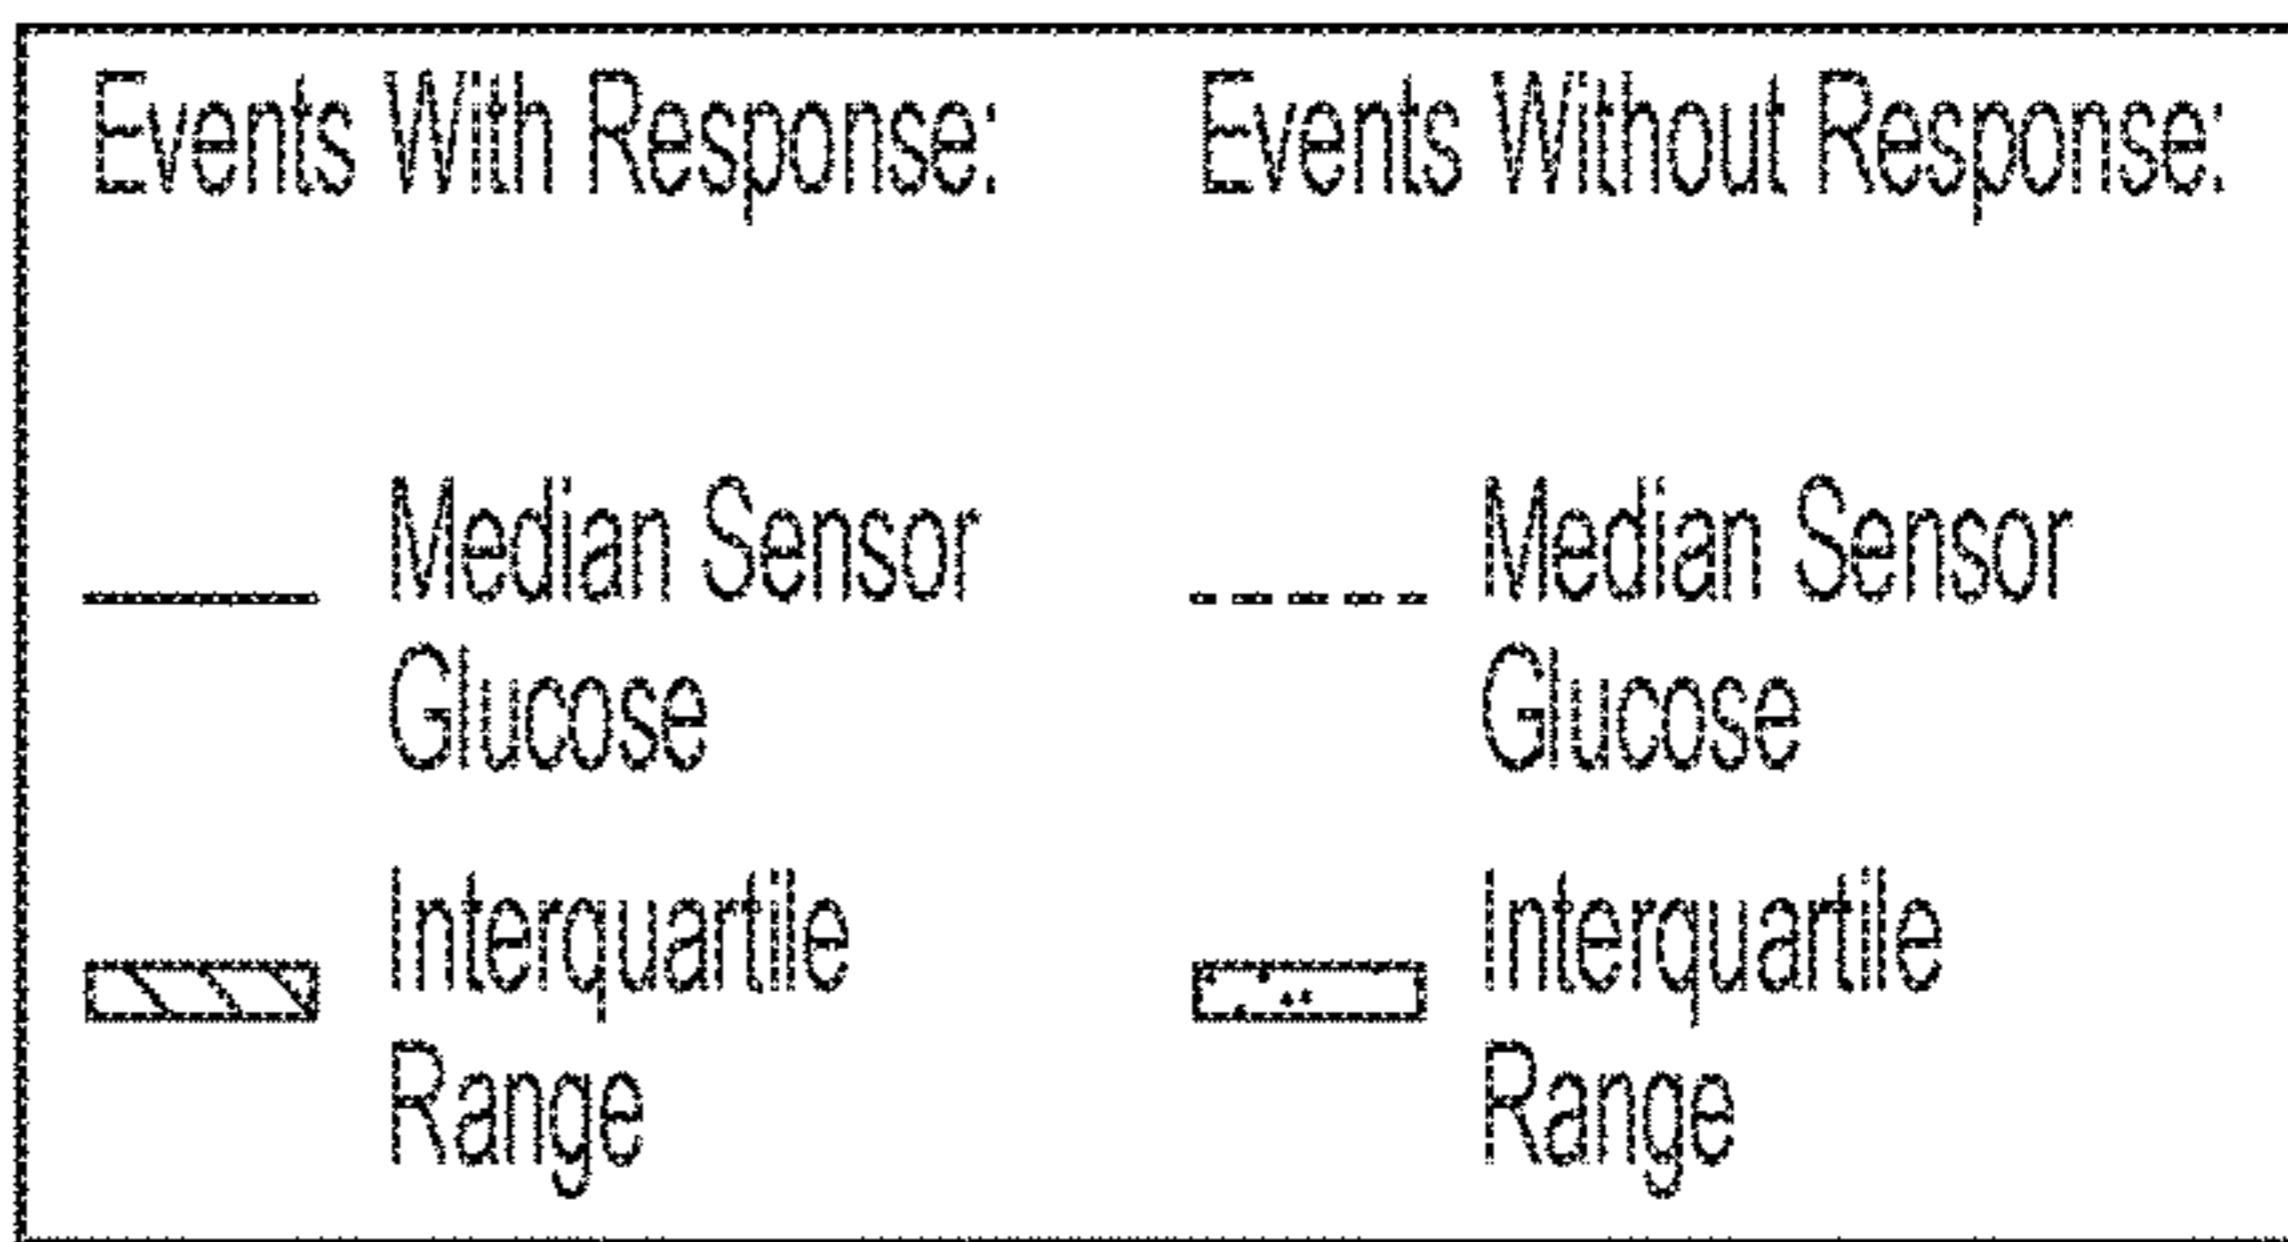 Events With Response:
Median Sensor
Glucose
Interquartile
Range
Events Without Response:
Median Sensor
Glucose
Interquartile
Range